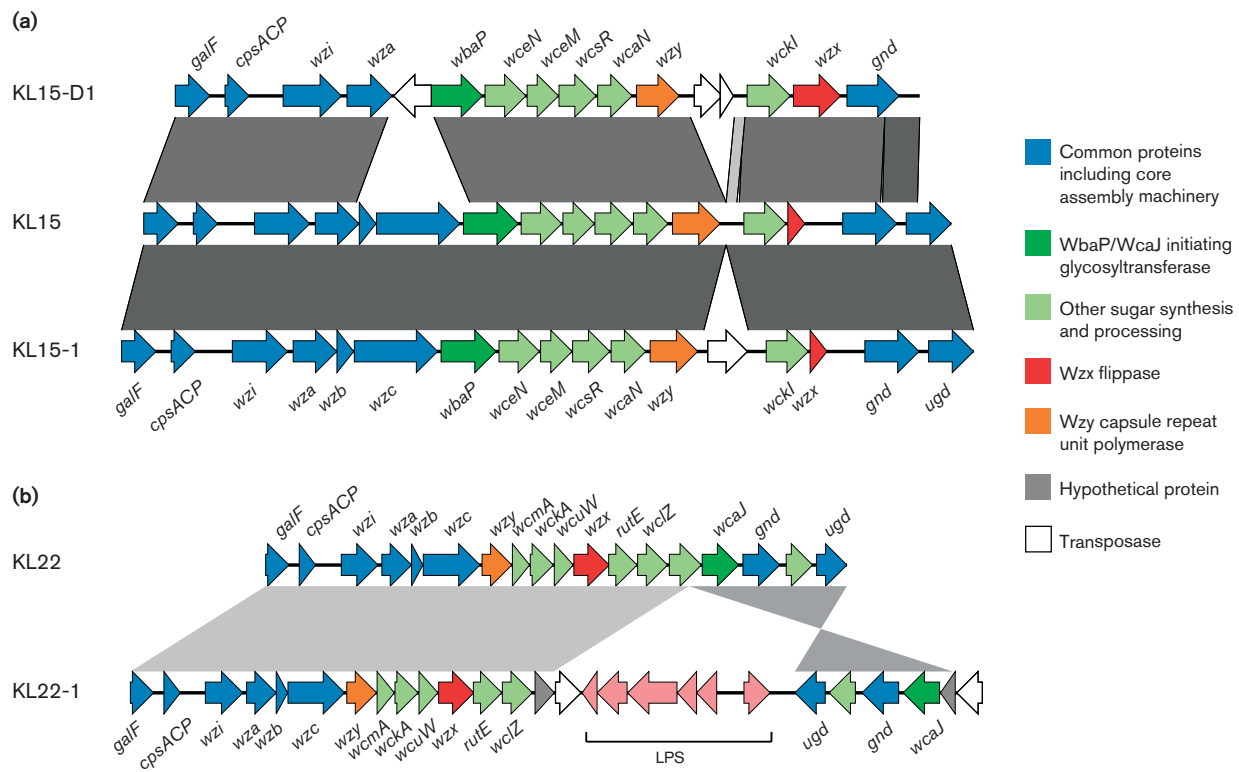 (a)
galF cpsACP wzi wza wbaP wceN wceM wcsR wcaN wzy wckI wzx gnd
KL15-D1
KL15
KL15-1
galF cpsACP wzi wza wzb wzc wbaP wceN wceM wcsR wcaN wzy wckI wzx gnd ugd
Common proteins
including core
assembly machinery
WbaP/WcaJ initiating
glycosyltransferase
Other sugar synthesis
and processing
Wzx flippase
Wzy capsule repeat
unit polymerase
Hypothetical protein
Transposase
(b)
galF cpsACP wzi wza wzb wzc wzy wcmA wckA wcuW wzx rutE wclZ wcaJ gnd ugd
KL22
KL22-1
galF cpsACP wzi wza wzb wzc wzy wcmA wckA wcuW wzx rutE wclZ ugd gnd wcaJ
LPS